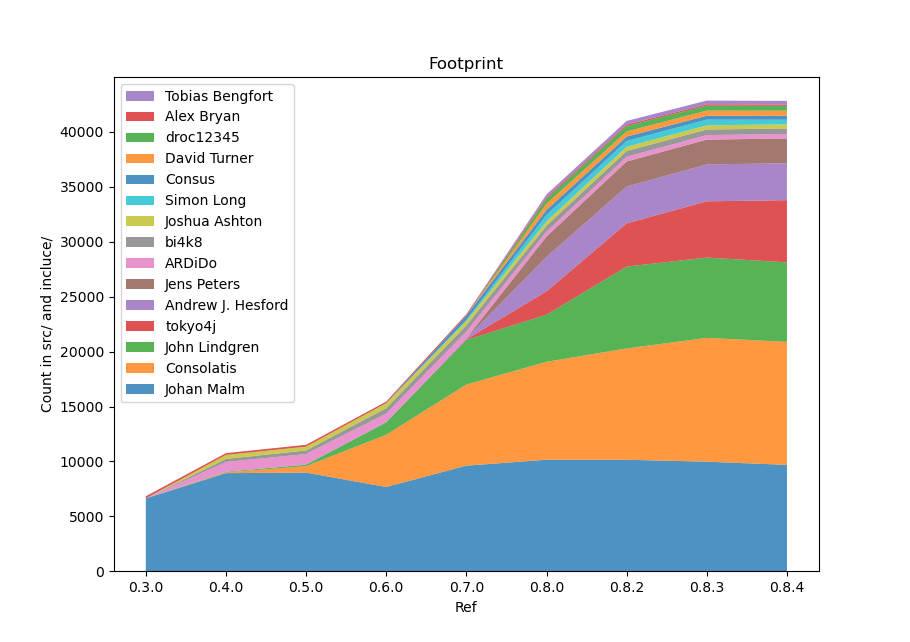 Footprint
Count in src/ and incluce/
40000
35000
30000
25000
20000
15000
10000
5000
0
Tobias Bengfort
Alex Bryan
droc12345
David Turner
Consus
Simon Long
Joshua Ashton
bi4k8
ARDiDo
Jens Peters
Andrew J. Hesford
tokyo4j
John Lindgren
Consolatis
Johan Malm
0.3.0 0.4.0 0.5.0 0.6.0 0.7.0 0.8.0 0.8.2 0.8.3 0.8.4
Ref